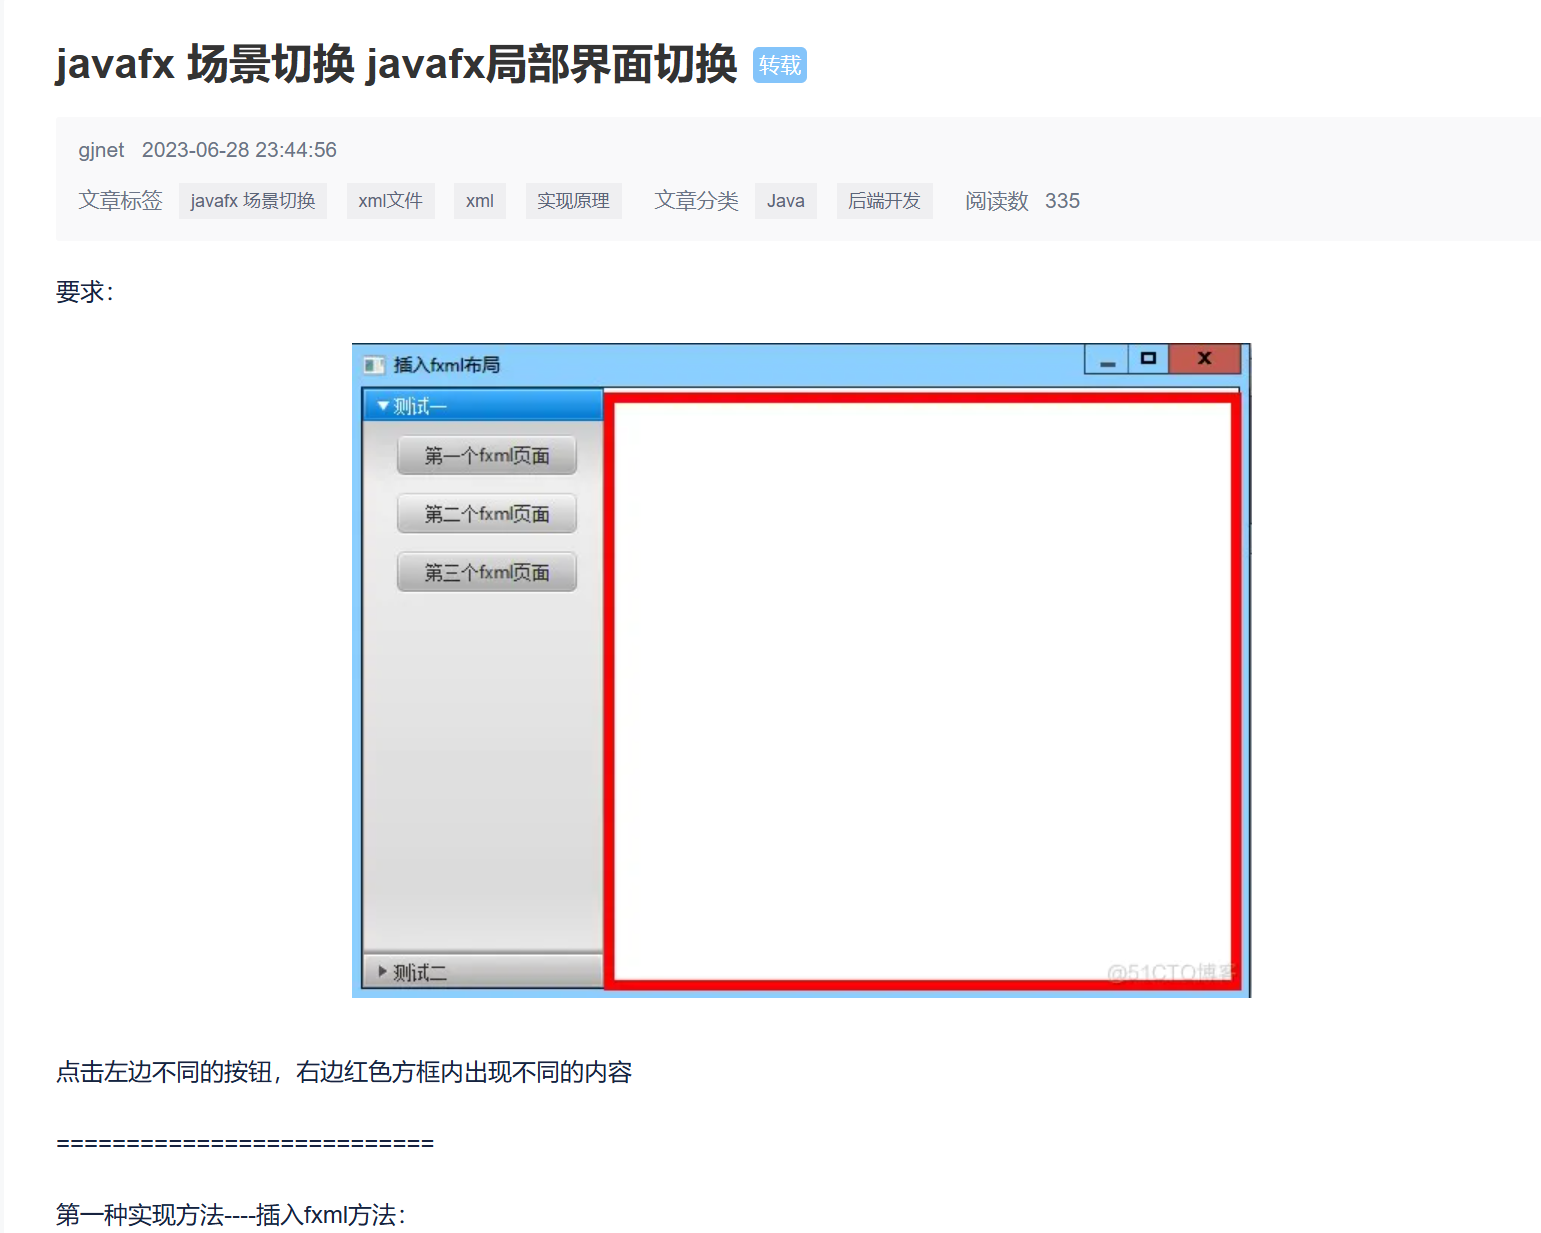 javafx 场景切换 javafx局部界面切换 转载
gjnet 2023-06-28 23:44:56
文章标签 javafx 场景切换 xml文件 xml 实现原理 文章分类 Java 后端开发 阅读数 335
要求：
插入fxml布局
测试一
第一个fxml页面
第二个fxml页面
第三个fxml页面
测试二
@51CTO博客
点击左边不同的按钮，右边红色方框内出现不同的内容
===========================
第一种实现方法----插入fxml方法：